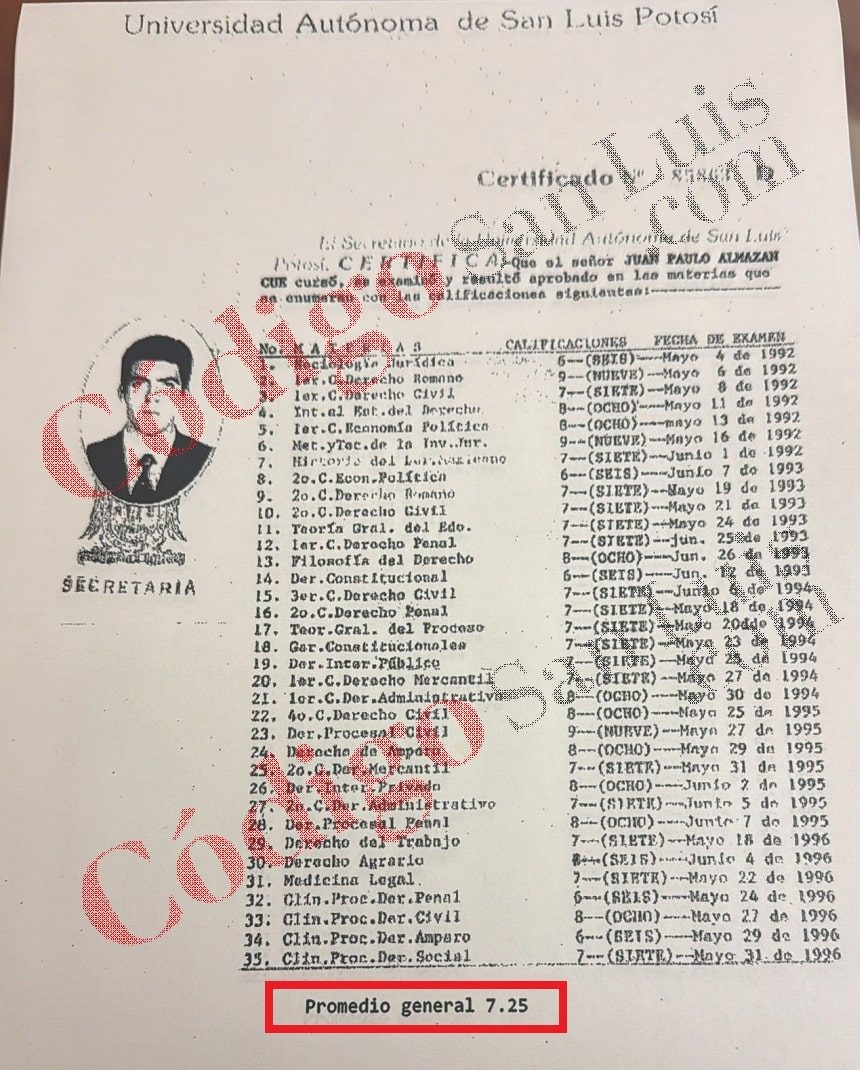 Universidad Autónoma de San Luis Potosí
Certificado Nº 85863 D
El Secretario de la Universidad Autónoma de San Luis
Potosí, CERTIFICA: Que el señor JUAN PAULO ALMAZAN
CUE cursó, se examinó y resultó aprobado en las materias que
se enumeran con las calificaciones siguientes:
No. MATERIAS CALIFICACIONES FECHA DE EXAMEN
1. Sociología Jurídica 6--(SEIS)--Mayo 4 de 1992
2. 1er.C.Derecho Romano 9--(NUEVE)--Mayo 6 de 1992
3. 1er.C.Derecho Civil 7--(SIETE)--Mayo 8 de 1992
4. Int.al Est.del Derecho 8--(OCHO)--Mayo 11 de 1992
5. 1er.C.Economía Política 8--(OCHO)--mayo 13 de 1992
6. Met.yTec.de la Inv.Jur. 9--(NUEVE)--Mayo 16 de 1992
7. Historia del 7--(SIETE)--Junio 1 de 1992
8. 2o.C.Econ.Política 6--(SEIS)--Junio 7 de 1993
9. 2o.C.Derecho Romano 7--(SIETE)--Mayo 19 de 1993
10. 2o.C.Derecho Civil 7--(SIETE)--Mayo 21 de 1993
11. Teoría Gral. del Edo. 7--(SIETE)--Mayo 24 de 1993
12. 1er.C.Derecho Penal 7--(SIETE)--Jun. 25 de 1993
13. Filosofía del Derecho 8--(OCHO)--Jun. 26 de 1993
14. Der.Constitucional 6--(SEIS)--Jun. 12 de 1993
15. 3er.C.Derecho Civil 7--(SIETE)--Junio 6 de 1994
16. 2o.C.Derecho Penal 7--(SIETE)--Mayo 18 de 1994
17. Teor.Gral. del Proceso 7--(SIETE)--Mayo 20de 1994
18. Gar.Constitucionales 7--(SIETE)--Mayo 23 de 1994
19. Der.Inter.Público 7--(SIETE)--Mayo 25 de 1994
20. 1er.C.Derecho Mercantil 7--(SIETE)--Mayo 27 de 1994
21. 1er.C.Der.Administrativo 8--(OCHO)--Mayo 30 de 1994
22. 4o.C.Derecho Civil 8--(OCHO)--Mayo 25 de 1995
23. Der.Procesal Civil 9--(NUEVE)--Mayo 27 de 1995
24. Derecho de Amparo 8--(OCHO)--Mayo 29 de 1995
25. 2o.C.Der.Mercantil 7--(SIETE)--Mayo 31 de 1995
26. Der.Inter.Privado 8--(OCHO)--Junio 2 de 1995
27. 2o.C.Der.Administrativo 7--(SIETE)--Junio 5 de 1995
28. Der.Procesal Penal 8--(OCHO)--Junio 7 de 1995
29. Derecho del Trabajo 7--(SIETE)--Mayo 18 de 1996
30. Derecho Agrario (SEIS)--Junio 4 de 1996
31. Medicina Legal 7--(SIETE)--Mayo 22 de 1996
32. Clin.Proc.Der.Penal 6--(SEIS)--Mayo 24 de 1996
33. Clin.Proc.Der.Civil 8--(OCHO)--Mayo 27 de 1996
34. Clin.Proc.Der.Amparo 6--(SEIS)--Mayo 29 de 1996
35. Clin.Proc.Der.Social 7--(SIETE)--Mayo 31 de 1996
SECRETARIA
Promedio general 7.25
Código San Luis .com
Código San Luis .com